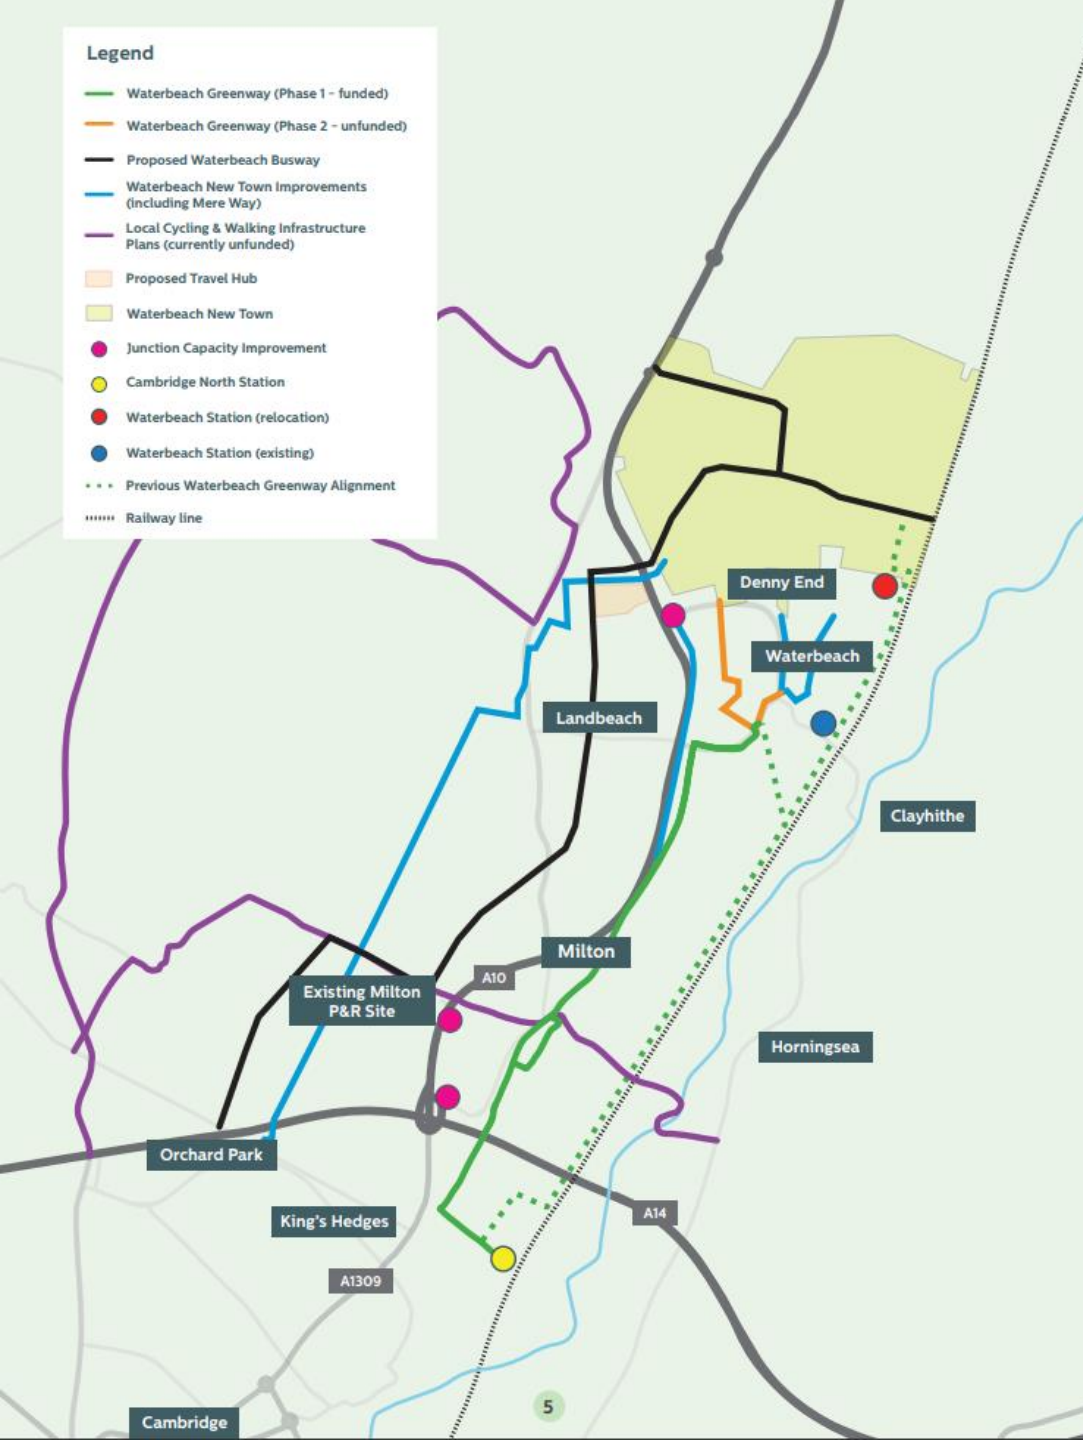 Legend
Waterbeach Greenway (Phase 1 - funded)
Waterbeach Greenway (Phase 2 - unfunded)
Proposed Waterbeach Busway
Waterbeach New Town Improvements
(including Mere Way)
Local Cycling & Walking Infrastructure
Plans (currently unfunded)
Proposed Travel Hub
Waterbeach New Town
Junction Capacity Improvement
Cambridge North Station
Waterbeach Station (relocation)
Waterbeach Station (existing)
Previous Waterbeach Greenway Alignment
Railway line
Denny End
Waterbeach
Landbeach
Clayhithe
Milton
A10
Existing Milton
P&R Site
Horningsea
Orchard Park
A14
King's Hedges
A1309
5
Cambridge